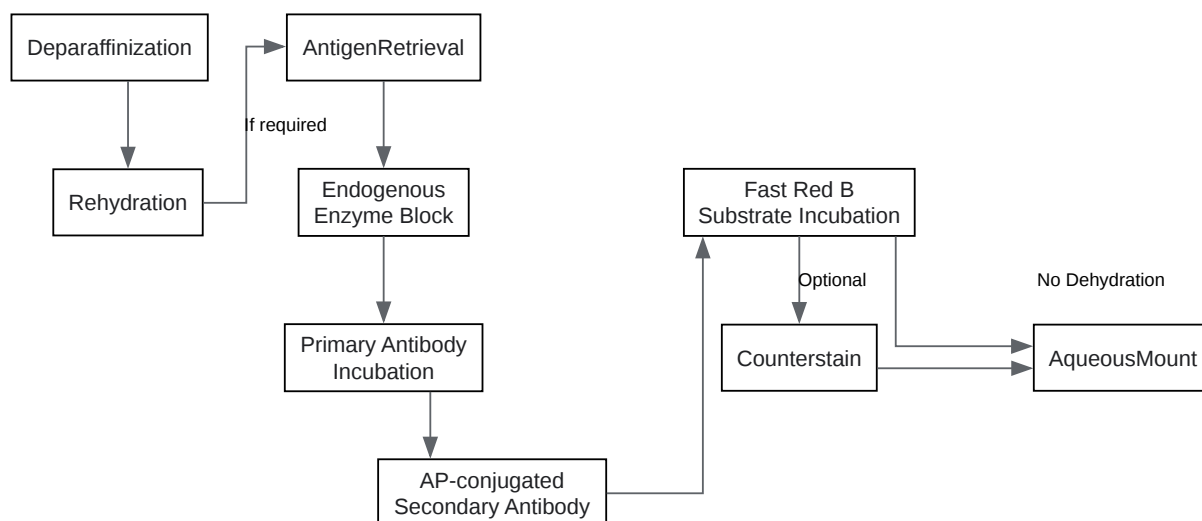 Deparaffinization
AntigenRetrieval
If required
Rehydration
Endogenous
Enzyme Block
Primary Antibody
Incubation
AP-conjugated
Secondary Antibody
Fast Red B
Substrate Incubation
Optional
No Dehydration
Counterstain
AqueousMount